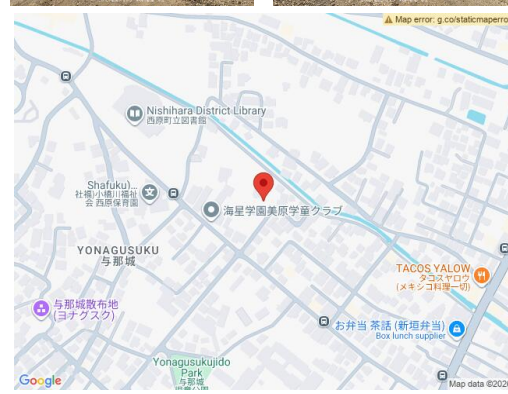 Map error: g.co/staticmaperro
Nishihara District Library
西原町立図書館
Shafuku)...
社福)小橋川福祉
会 西原保育園
海星学園美原学童クラブ
YONAGUSUKU
与那城
TACOS YALOW
タコスヤロウ
(メキシコ料理一切)
与那城散布地
(ヨナグスク)
お弁当 茶話 (新垣弁当)
Box lunch supplier
Yonagusukujido
Park
与那城
Google
Map data ©2026